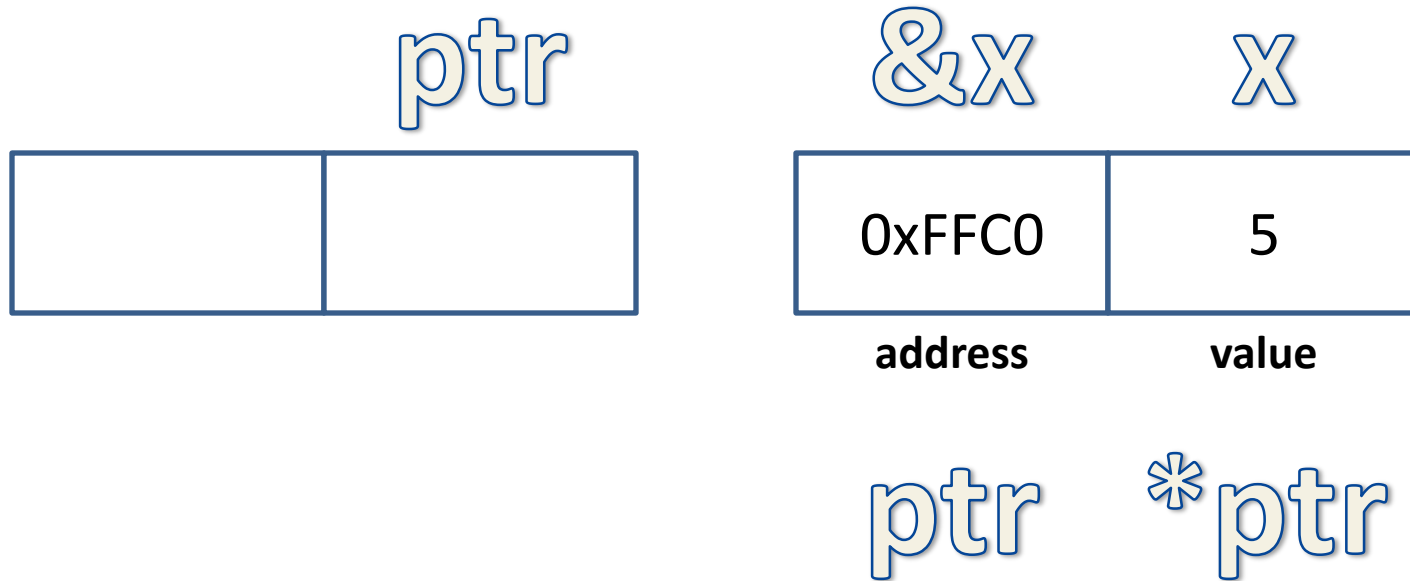 ptr &x x
0xFFC0 5
address value
ptr *ptr